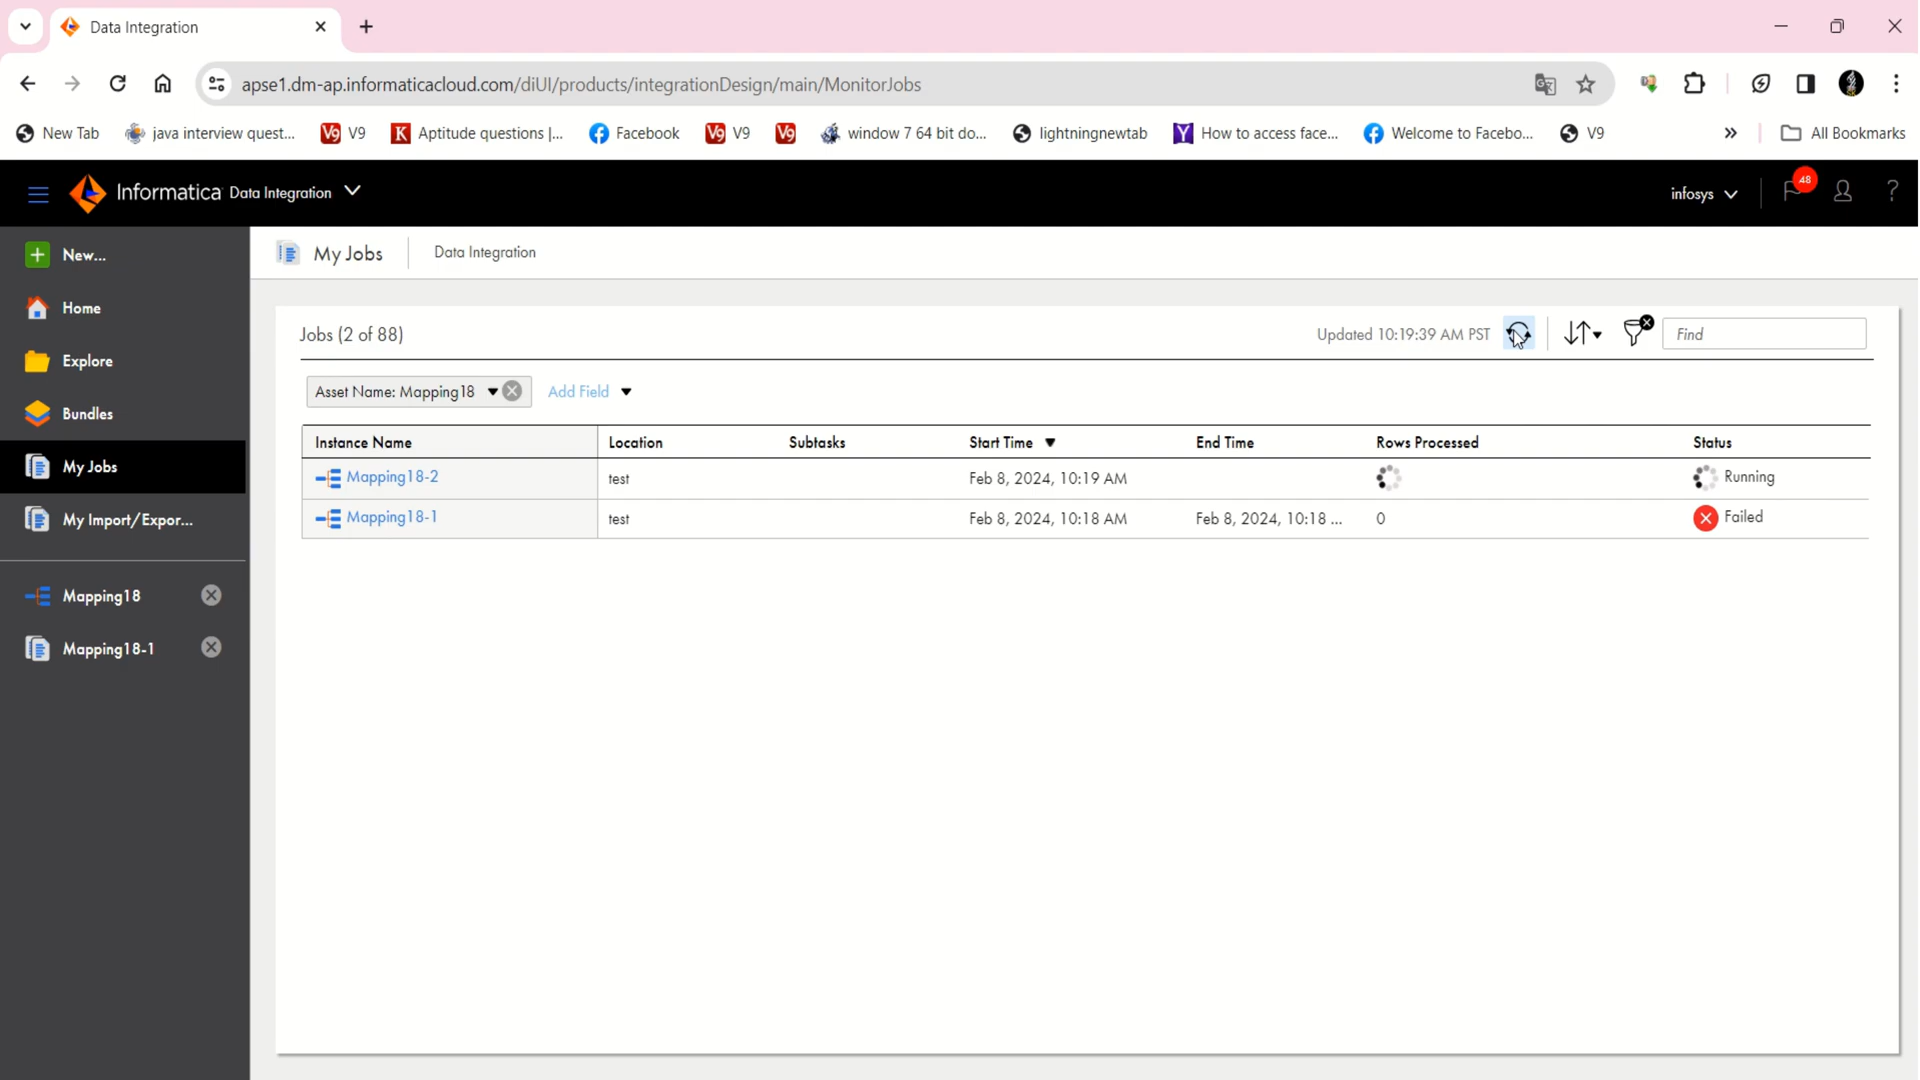 Data Integration
apse1.dm-ap.informaticacloud.com/diUI/products/integrationDesign/main/MonitorJobs
New Tab java interview quest... V9 V9 K Aptitude questions |... Facebook V9 V9 V9 window 7 64 bit do... lightningnewtab Y How to access face... Welcome to Facebo... V9 » All Bookmarks
Informatica Data Integration infosys 48 ?
New...
Home
Explore
Bundles
My Jobs
My Import/Expor...
Mapping18
Mapping18-1
My Jobs Data Integration
Jobs (2 of 88) Updated 10:19:39 AM PST Find
Asset Name: Mapping18 Add Field
Instance Name Location Subtasks Start Time End Time Rows Processed Status
Mapping18-2 test Feb 8, 2024, 10:19 AM Running
Mapping18-1 test Feb 8, 2024, 10:18 AM Feb 8, 2024, 10:18 ... 0 Failed